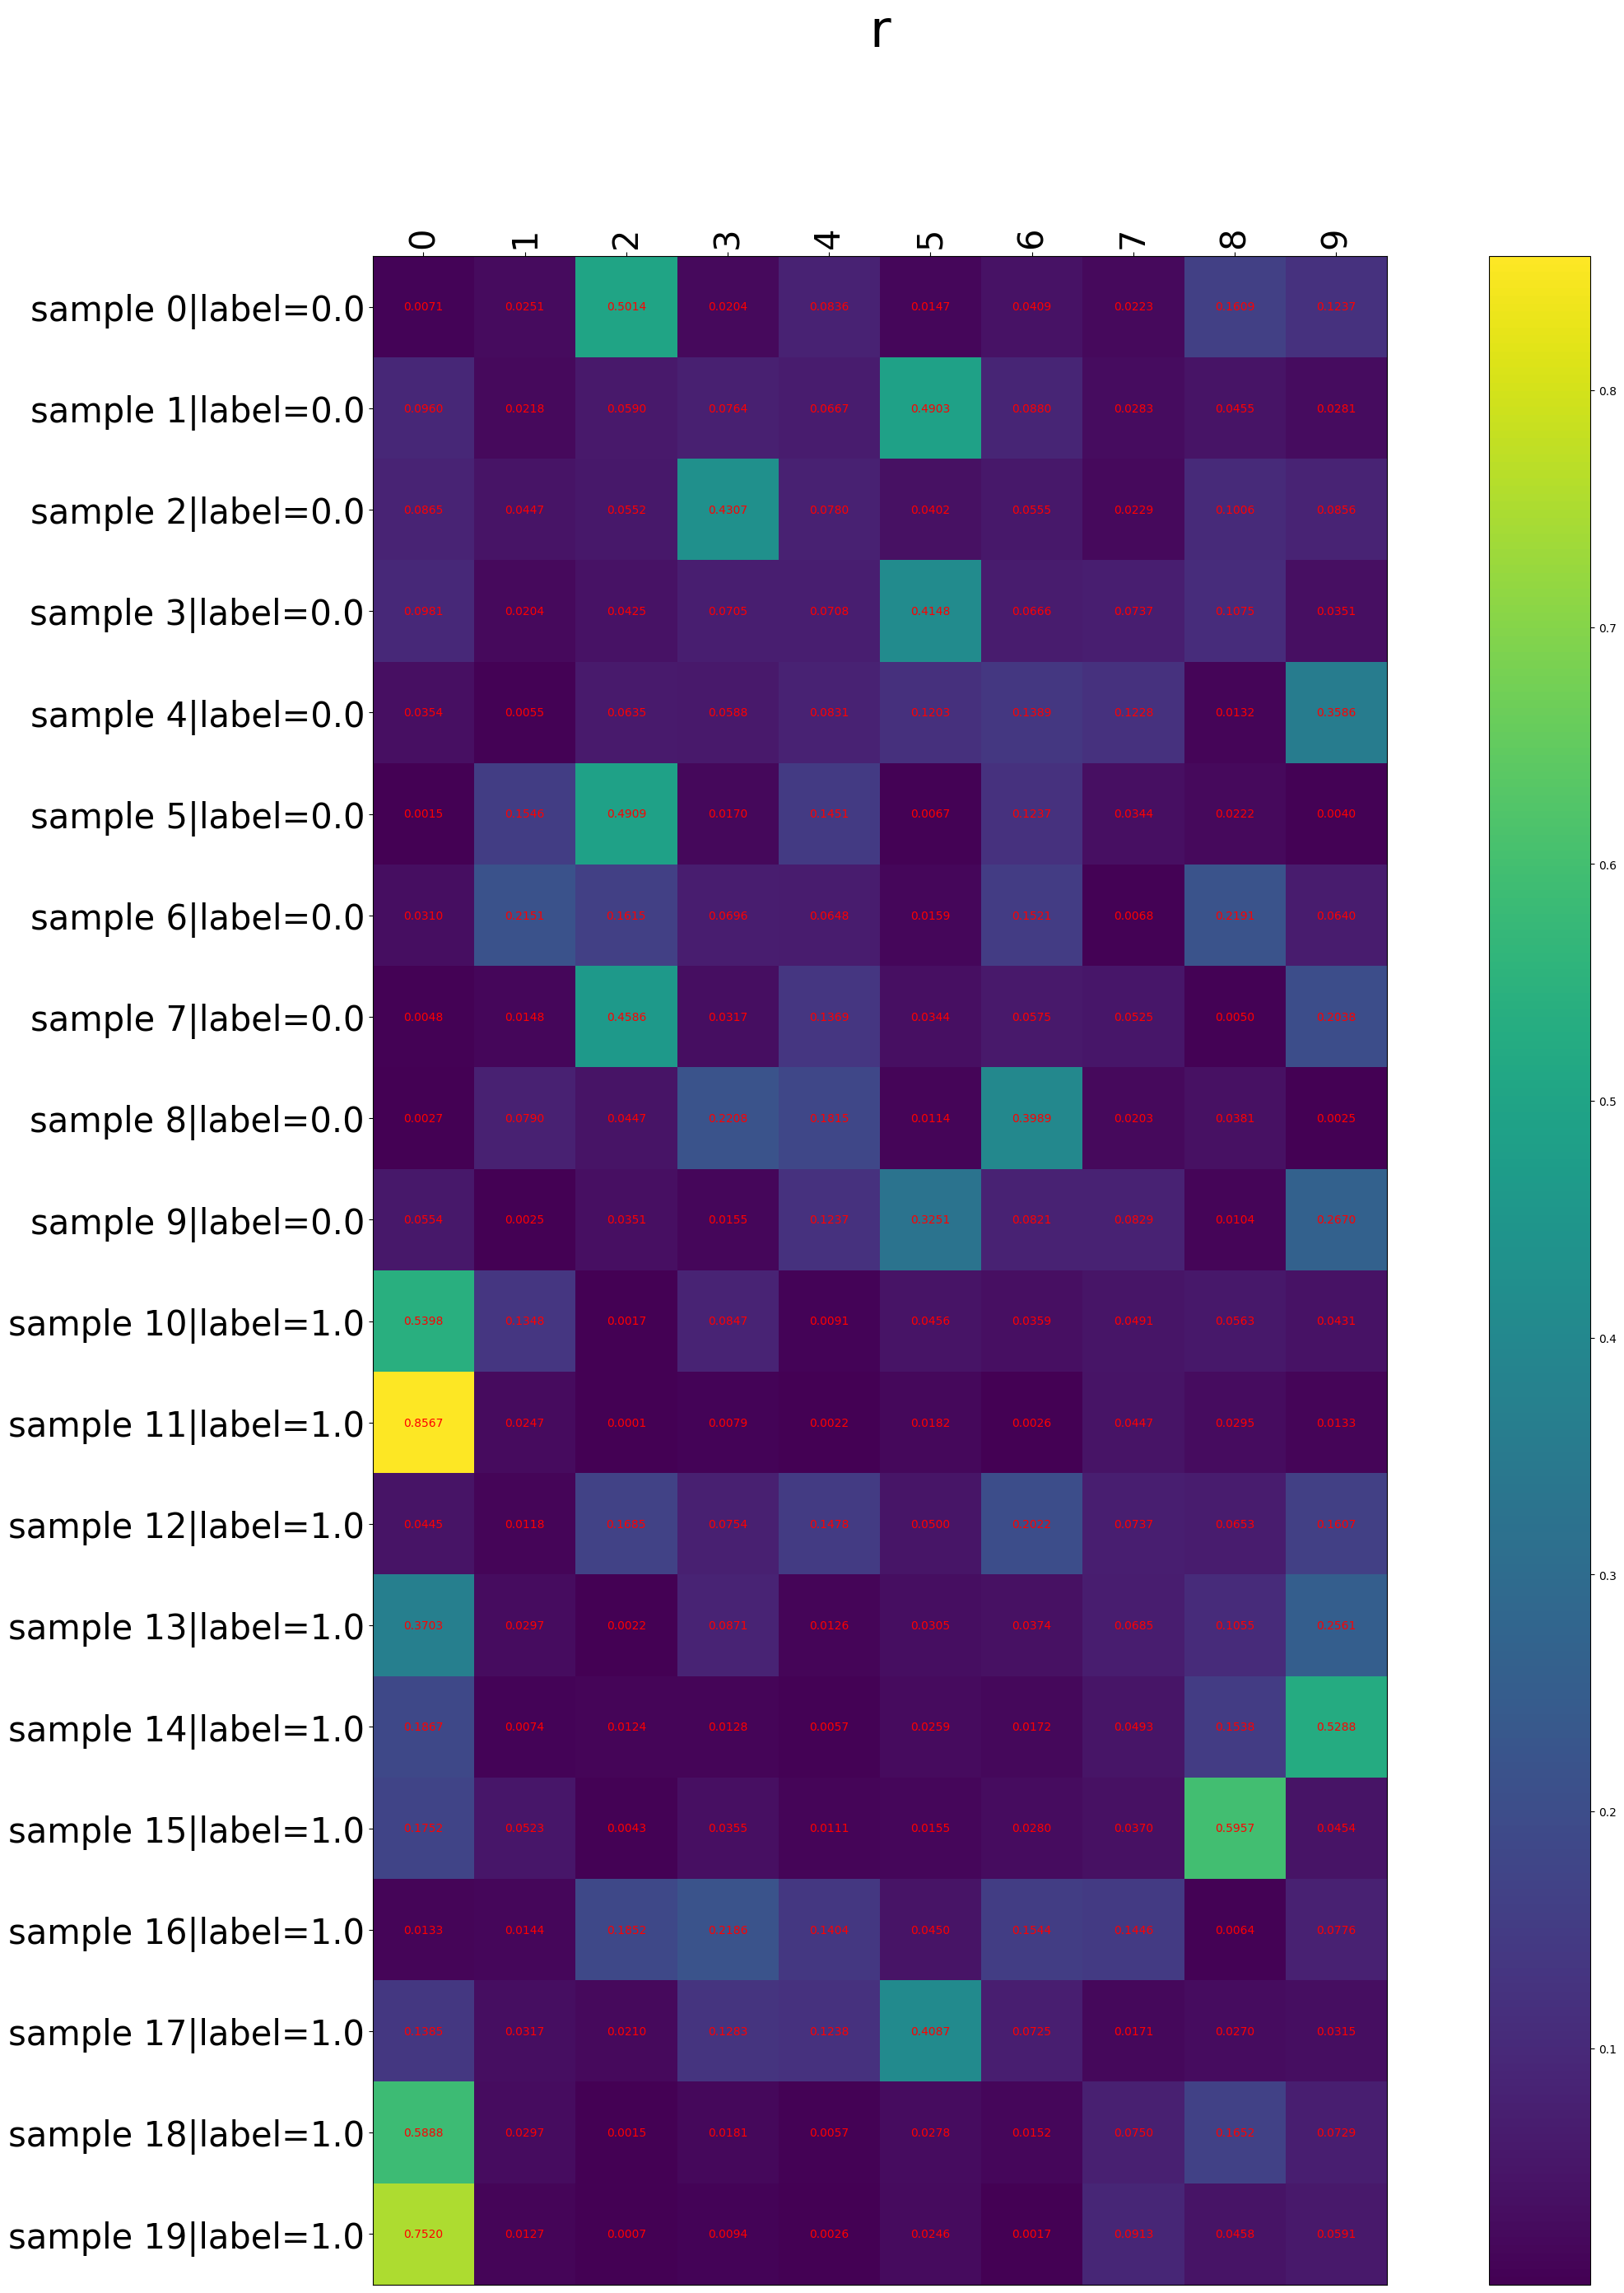 r
0 1 2 3 4 5 6 7 8 9
sample 0|label=0.0 0.0071 0.0251 0.5014 0.0204 0.0836 0.0147 0.0409 0.0223 0.1237
sample 1|label=0.0 0.0960 0.0218 0.0590 0.0764 0.0667 0.4903 0.0880 0.0283 0.0455 0.0281
0.8
sample 2|label=0.0 0.0865 0.0447 0.0552 0.4307 0.0780 0.0402 0.0555 0.0229 0.1006 0.0856
sample 3|label=0.0 0.0981 0.0204 0.0425 0.0705 0.0708 0.4148 0.0666 0.0737 0.1075 0.0351
0.7
sample 4|label=0.0 0.0354 0.0055 0.0635 0.0588 0.0831 0.1203 0.1389 0.0132 0.3586
sample 5|label=0.0 0.0015 0.4909 0.0170 0.0067 0.1237 0.0344 0.0222 0.0040
0.6
sample 6|label=0.0 0.0310 0.0696 0.0648 0.0159 0.0068 0.0640
sample 7|label=0.0 0.0048 0.0148 0.4586 0.0317 0.0344 0.0575 0.0525 0.0050
0.5
sample 8|label=0.0 0.0027 0.0790 0.0447 0.0114 0.3989 0.0203 0.0381 0.0025
sample 9|label=0.0 0.0554 0.0025 0.0351 0.0155 0.1237 0.3251 0.0821 0.0829 0.0104 0.2670
sample 10|label=1.0 0.5398 0.0017 0.0847 0.0091 0.0456 0.0359 0.0491 0.0563 0.0431
0.4
sample 11|label=1.0 0.8567 0.0247 0.0001 0.0079 0.0022 0.0182 0.0026 0.0447 0.0295 0.0133
sample 12|label=1.0 0.0445 0.0118 0.0754 0.0500 0.0737 0.0653
0.3
sample 13|label=1.0 0.3703 0.0297 0.0022 0.0871 0.0126 0.0305 0.0374 0.0685 0.1055
sample 14|label=1.0 0.0074 0.0124 0.0128 0.0057 0.0259 0.0172 0.0493 0.5288
0.2
sample 15|label=1.0 0.0523 0.0043 0.0355 0.0111 0.0155 0.0280 0.0370 0.5957 0.0454
sample 16|label=1.0 0.0133 0.0144 0.1404 0.0450 0.0064 0.0776
sample 17|label=1.0 0.0317 0.0210 0.1283 0.4087 0.0725 0.0171 0.0270 0.0315
0.1
sample 18|label=1.0 0.5888 0.0297 0.0015 0.0181 0.0057 0.0278 0.0152 0.0750 0.0729
sample 19|label=1.0 0.7520 0.0127 0.0007 0.0094 0.0026 0.0246 0.0017 0.0913 0.0458 0.0591